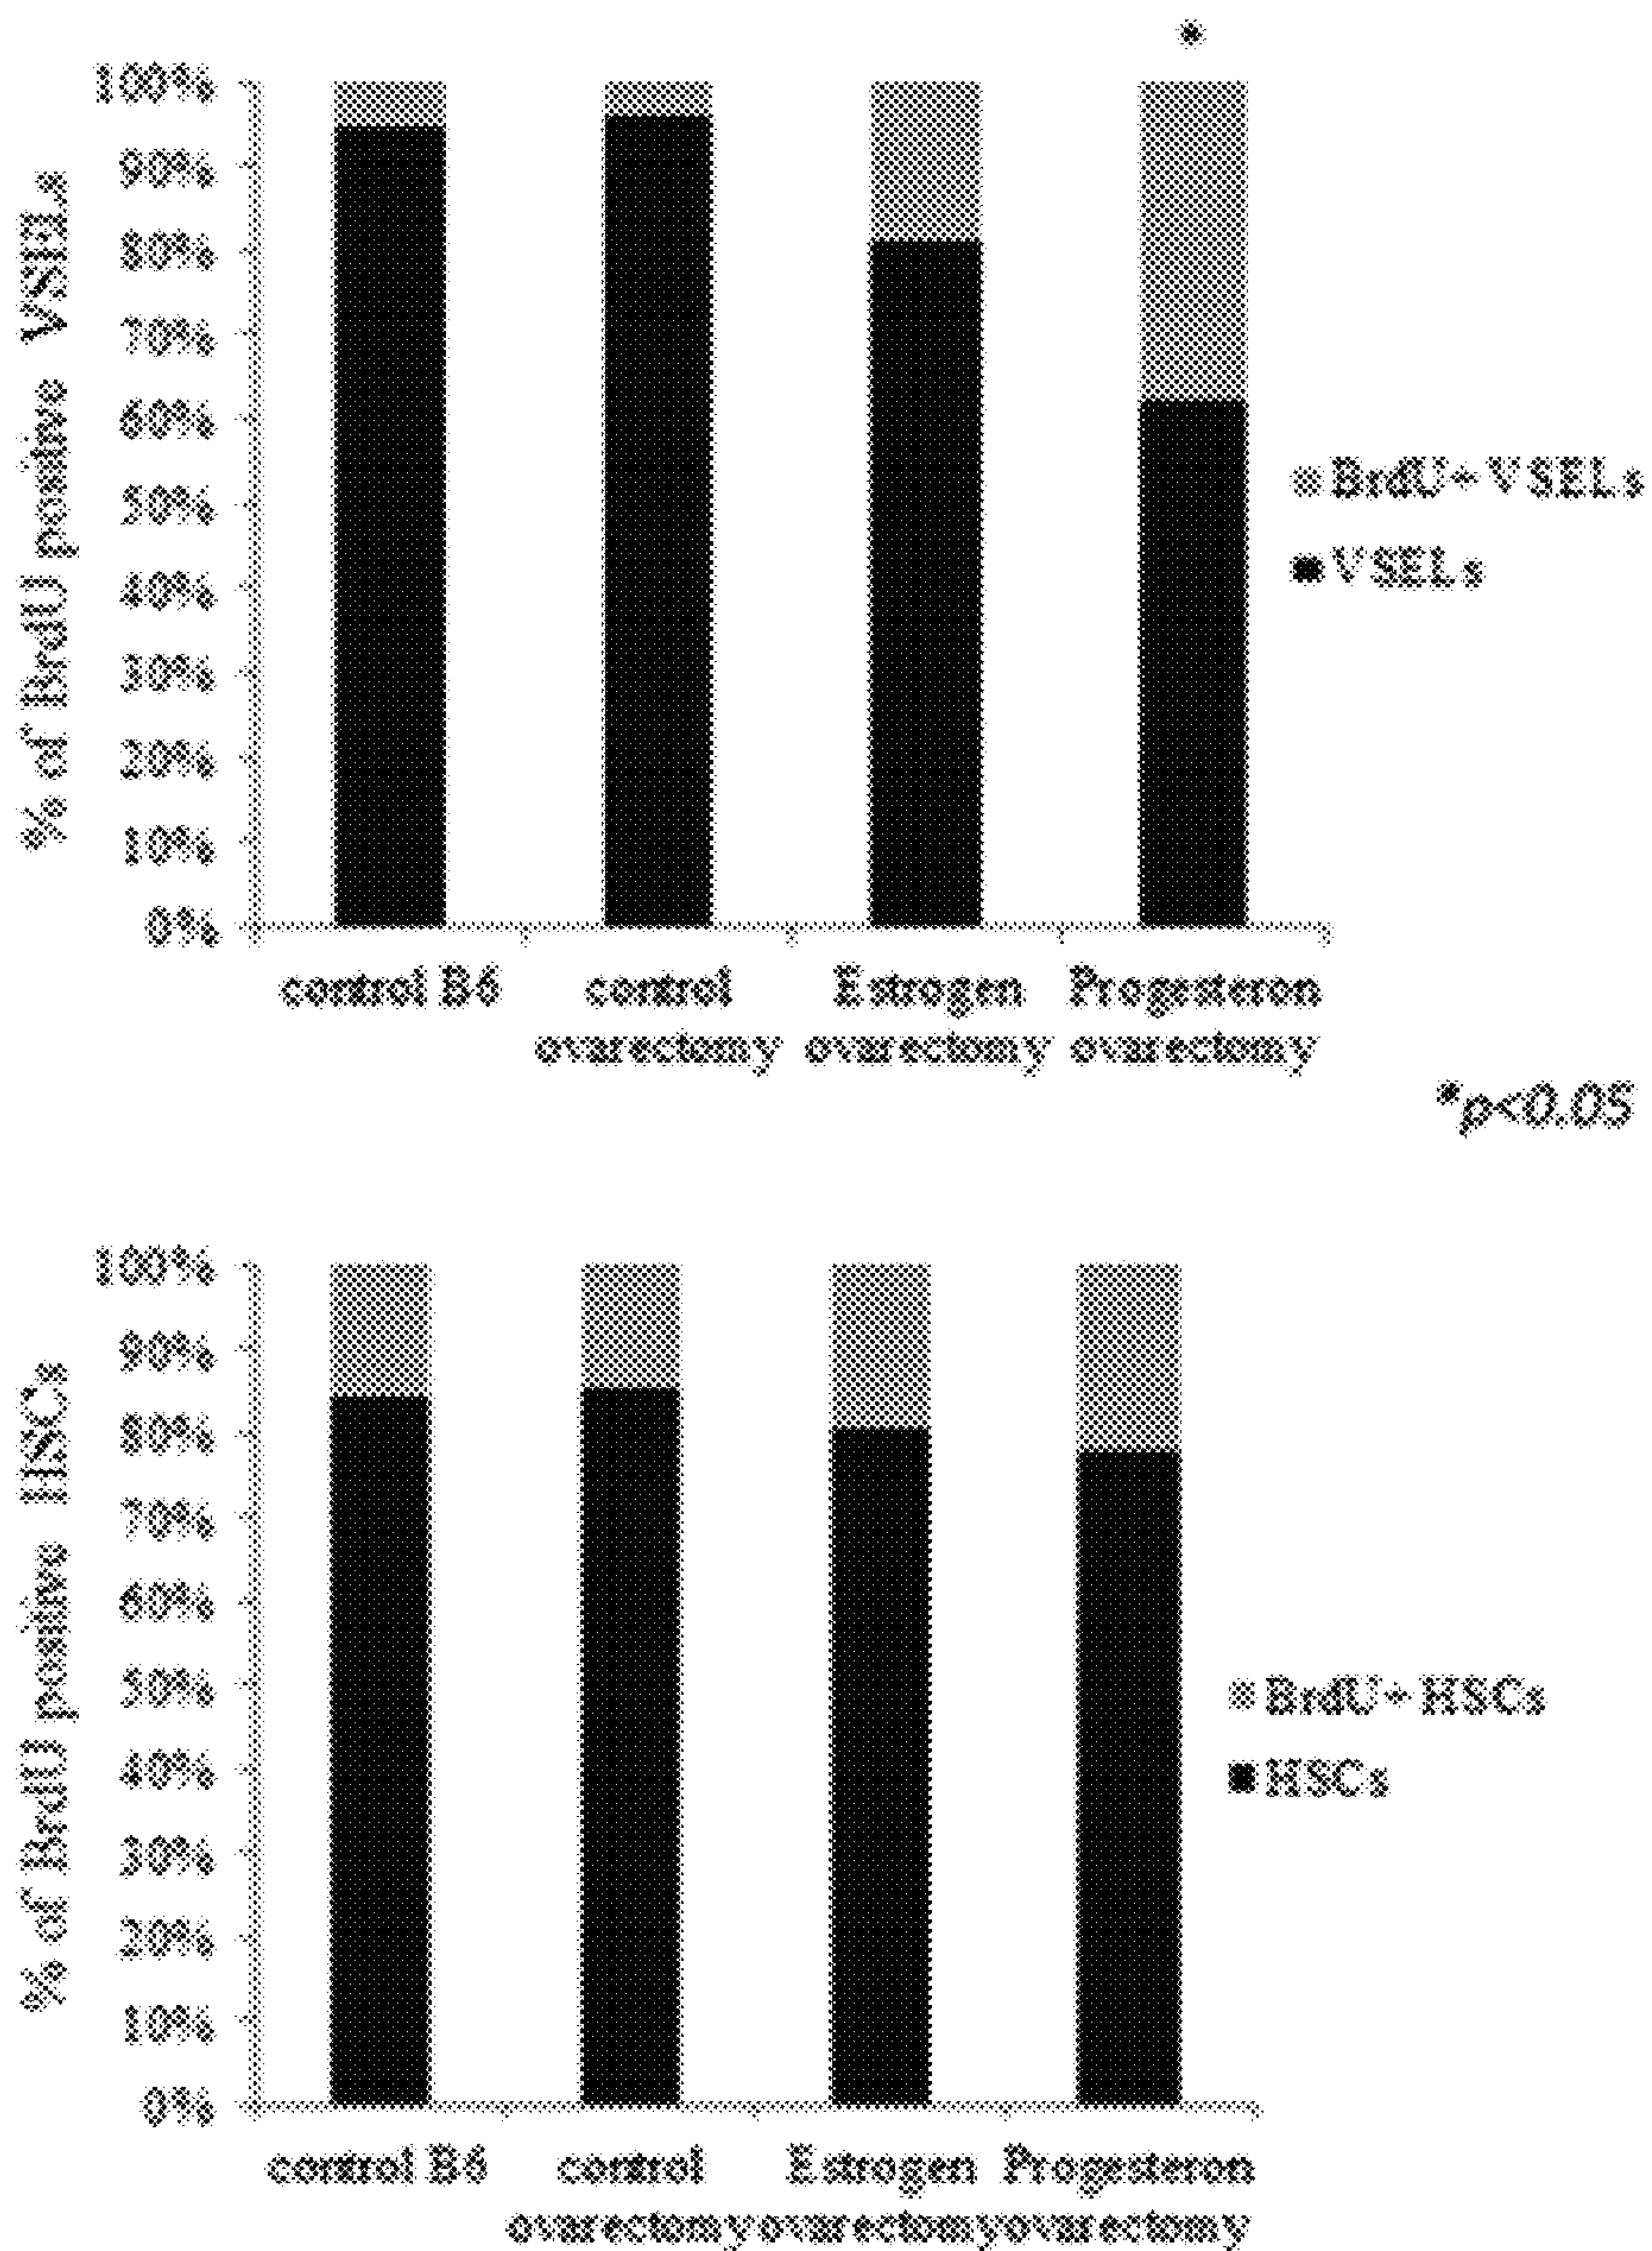 *
100%
90%
80%
70%
60%
50%
40%
30%
20%
10%
0%
% of BrdU positive VSELs
BrdU+ VSELs
VSELs
control B6
control ovarectomy
Estrogen ovarectomy
Progesteron ovarectomy
*p<0.05
100%
90%
80%
70%
60%
50%
40%
30%
20%
10%
0%
% of BrdU positive HSCs
BrdU+ HSCs
HSCs
control B6
control ovarectomy
Estrogen ovarectomy
Progesteron ovarectomy